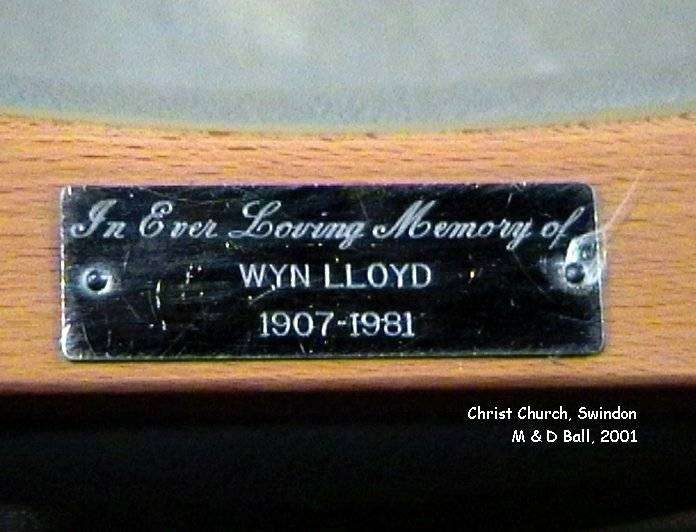 In Ever Loving Memory of
WYN LLOYD
1907-1981
Christ Church, Swindon
M & D Ball, 2001